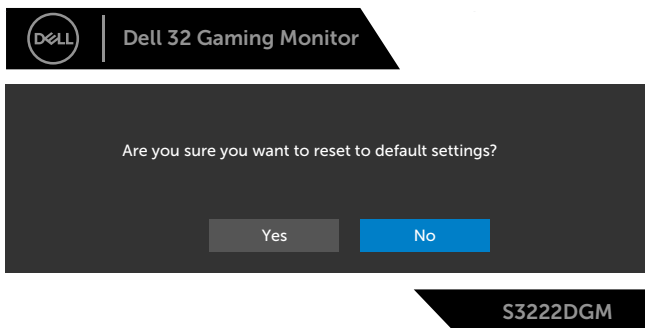 DELL
Dell 32 Gaming Monitor
Are you sure you want to reset to default settings?
Yes
No
S3222DGM